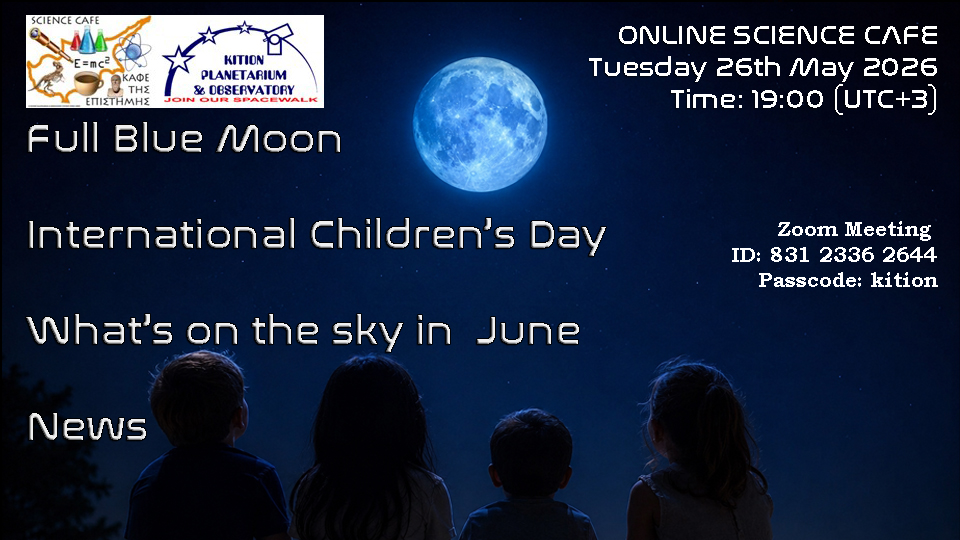 SCIENCE CAFE
E=mc²
ΚΑΦΕ
ΤΗΣ
ΕΠΙΣΤΗΜΗΣ
KITION
PLANETARIUM
& OBSERVATORY
JOIN OUR SPACEWALK
ONLINE SCIENCE CAFE
Tuesday 26th May 2026
Time: 19:00 (UTC+3)
Full Blue Moon
International Children's Day
Zoom Meeting
ID: 831 2336 2644
Passcode: kition
What's on the sky in June
News